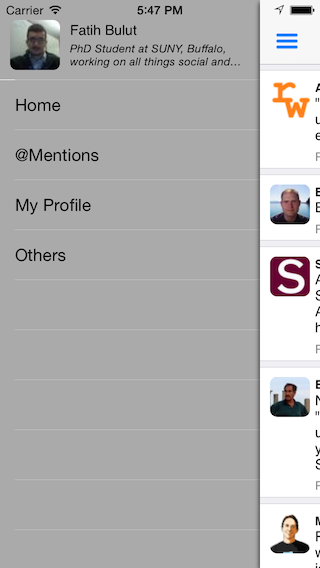 Carrier 5:47 PM
Fatih Bulut
PhD Student at SUNY, Buffalo,
working on all things social and…
Home
@Mentions
My Profile
Others
rw
A
"
u
e
F
E
E
F
S
S
A
S
A
h
F
E
N
"
u
y
S
M
F
w